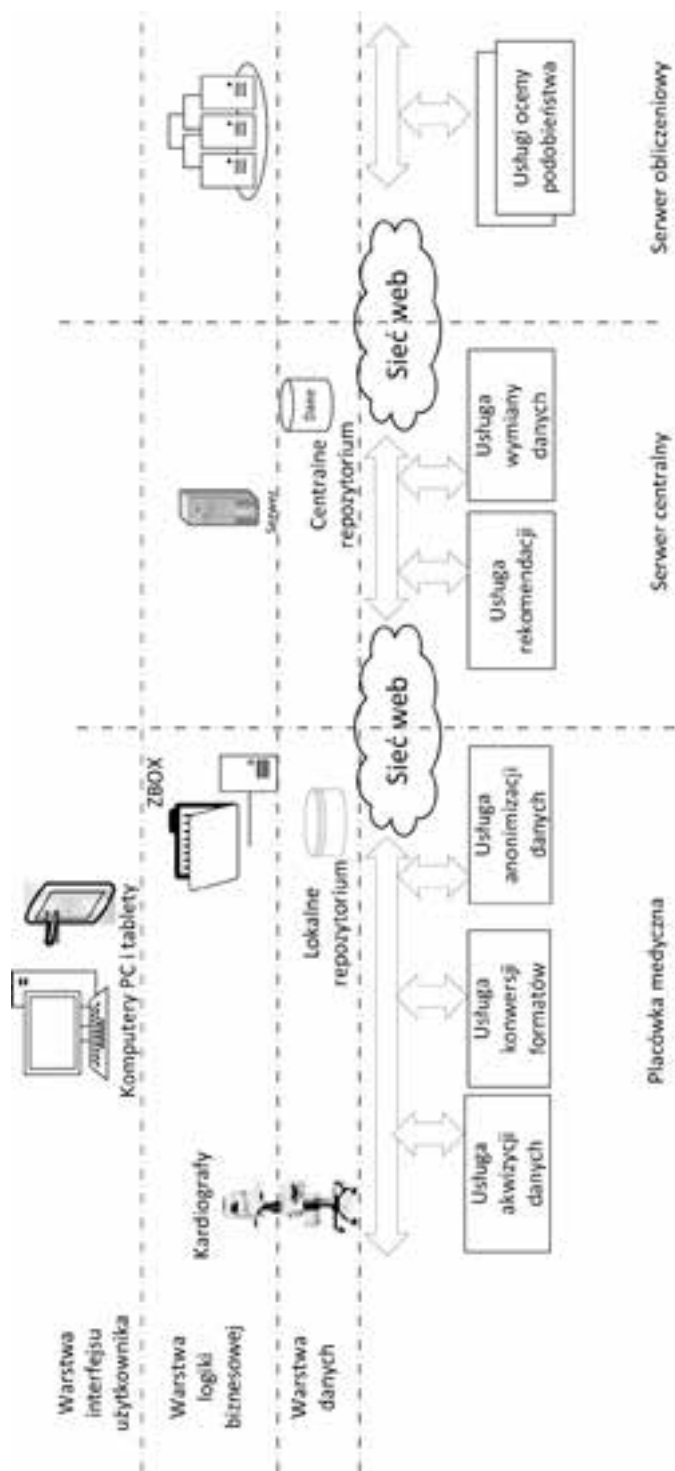 Warstwa
interfejsu
użytkownika
Komputery PC i tablety
Warstwa
logiki
biznesowej
Kardiografy
ZBOX
Serwer
Warstwa
danych
Lokalne
repozytorium
Centralne
repozytorium
Dane
Sieć web
Sieć web
Usługa
akwizycji
danych
Usługa
konwersji
formatów
Usługa
anonimizacji
danych
Usługa
rekomendacji
Usługa
wymiany
danych
Usługi oceny
podobieństwa
Placówka medyczna
Serwer centralny
Serwer obliczeniowy